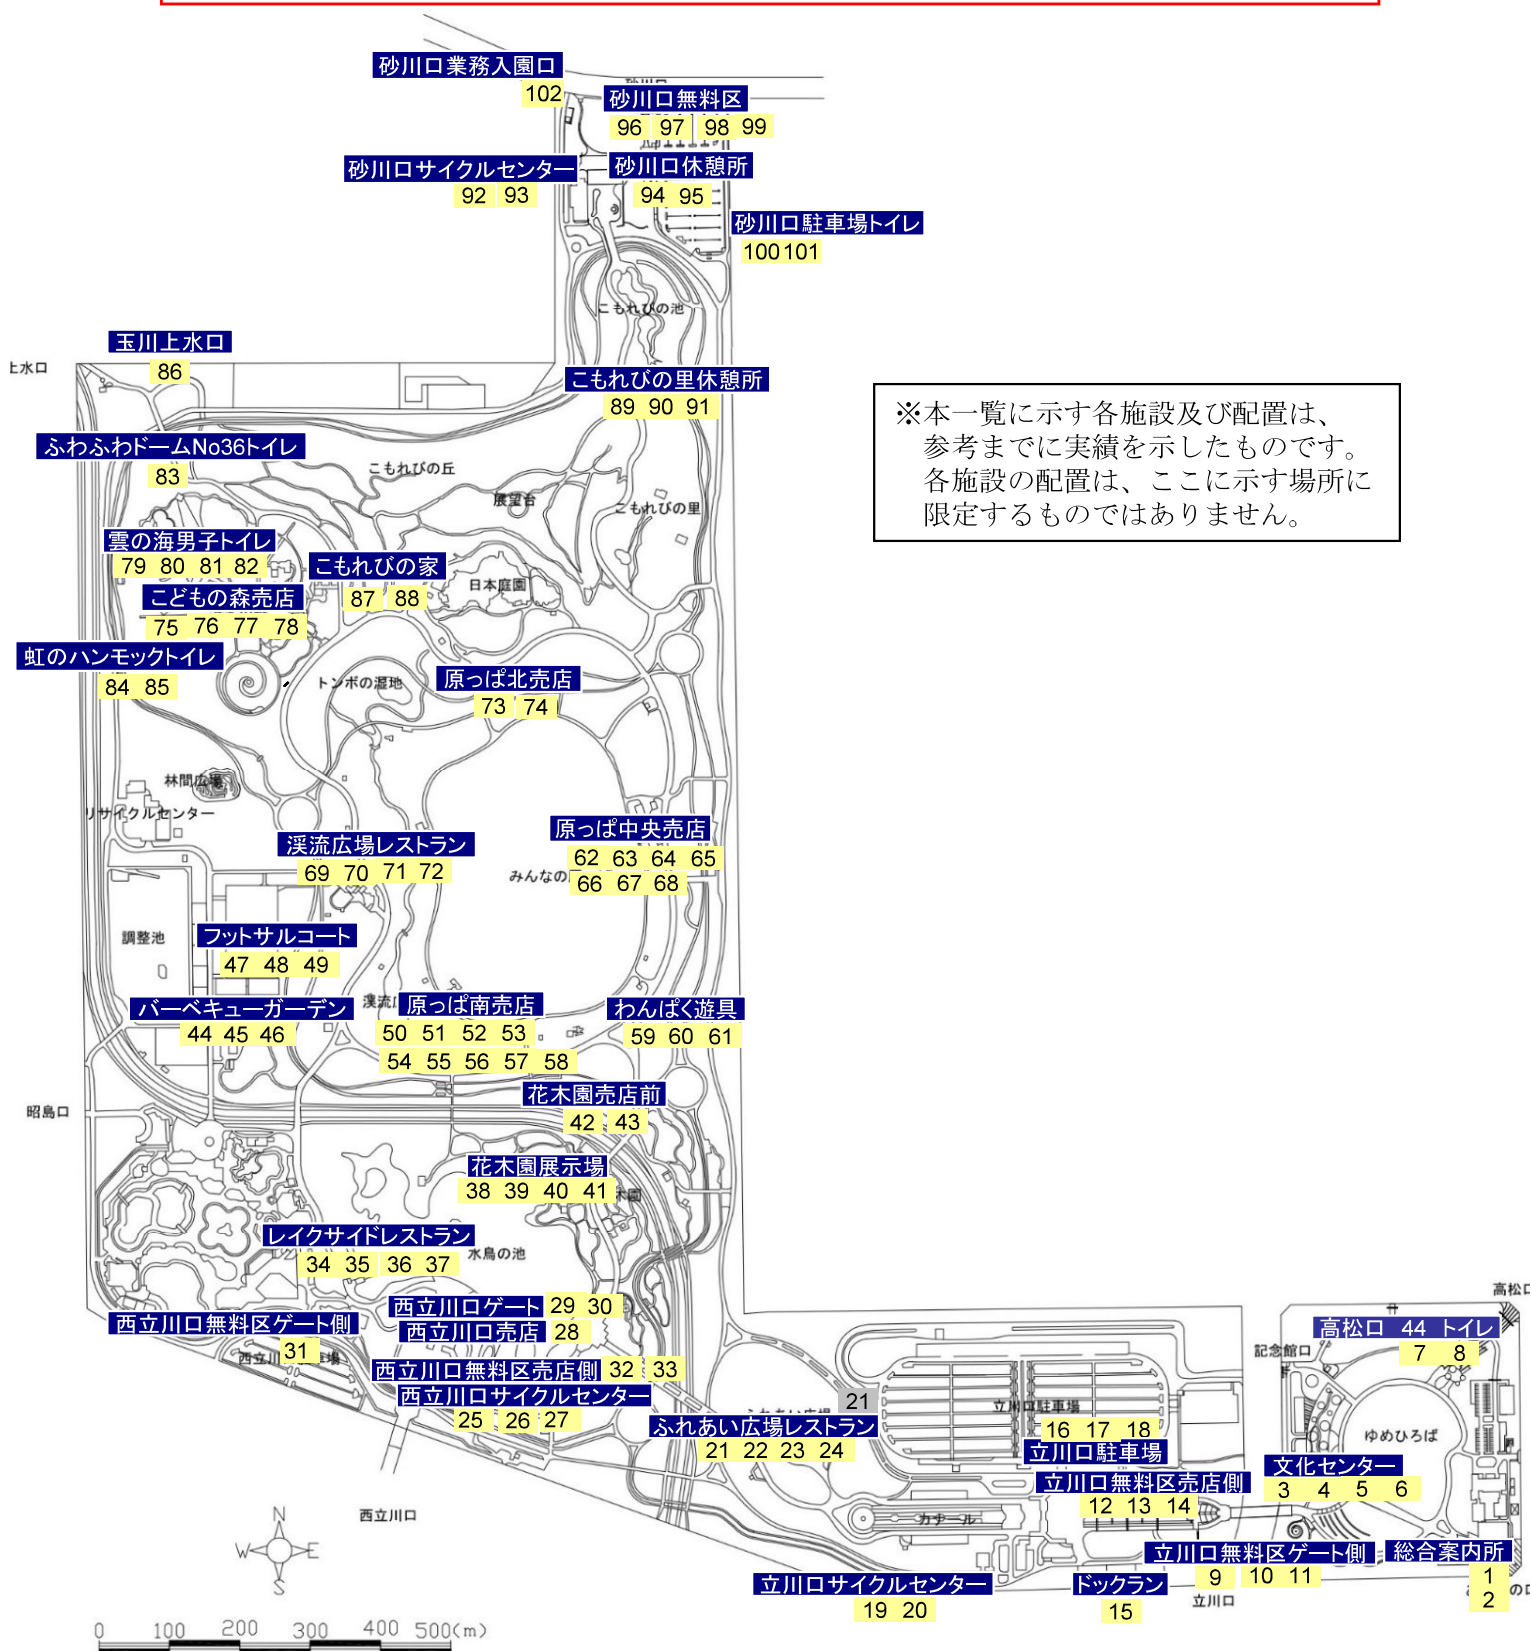 砂川口業務入園口
102
砂川口無料区
96 97 98 99
砂川口サイクルセンター
92 93
砂川口休憩所
94 95
砂川口駐車場トイレ
100 101
こもれびの池
玉川上水口
上水口
86
こもれびの里休憩所
89 90 91
※本一覧に示す各施設及び配置は、
参考までに実績を示したものです。
各施設の配置は、ここに示す場所に
限定するものではありません。
ふわふわドームNo36トイレ
83
こもれびの丘
展望台
こもれびの里
雲の海男子トイレ
79 80 81 82
こもれびの家
87 88
日本庭園
こどもの森売店
75 76 77 78
虹のハンモックトイレ
84 85
トンボの湿地
原っぱ北売店
73 74
林間広場
リサイクルセンター
原っぱ中央売店
62 63 64 65
66 67 68
みんなの
渓流広場レストラン
69 70 71 72
調整池
フットサルコート
47 48 49
バーベキューガーデン
44 45 46
渓流
原っぱ南売店
50 51 52 53
54 55 56 57 58
わんぱく遊具
59 60 61
花木園売店前
42 43
昭島口
花木園展示場
38 39 40 41
木園
レイクサイドレストラン
34 35 36 37
水鳥の池
西立川口ゲート 29 30
西立川口売店 28
西立川口無料区ゲート側
31
西立川 車場
西立川口無料区売店側 32 33
西立川口サイクルセンター
25 26 27
高松口
高松口 44 トイレ
7 8
記念館口
21
ふれあい広場レストラン
21 22 23 24
立川口駐車場
16 17 18
立川口駐車場
ゆめひろば
文化センター
3 4 5 6
立川口無料区売店側
12 13 14
カナール
西立川口
N
W E
S
立川口無料区ゲート側
9 10 11
総合案内所
1
2
の口
立川口サイクルセンター
19 20
ドックラン
15
立川口
0 100 200 300 400 500(m)